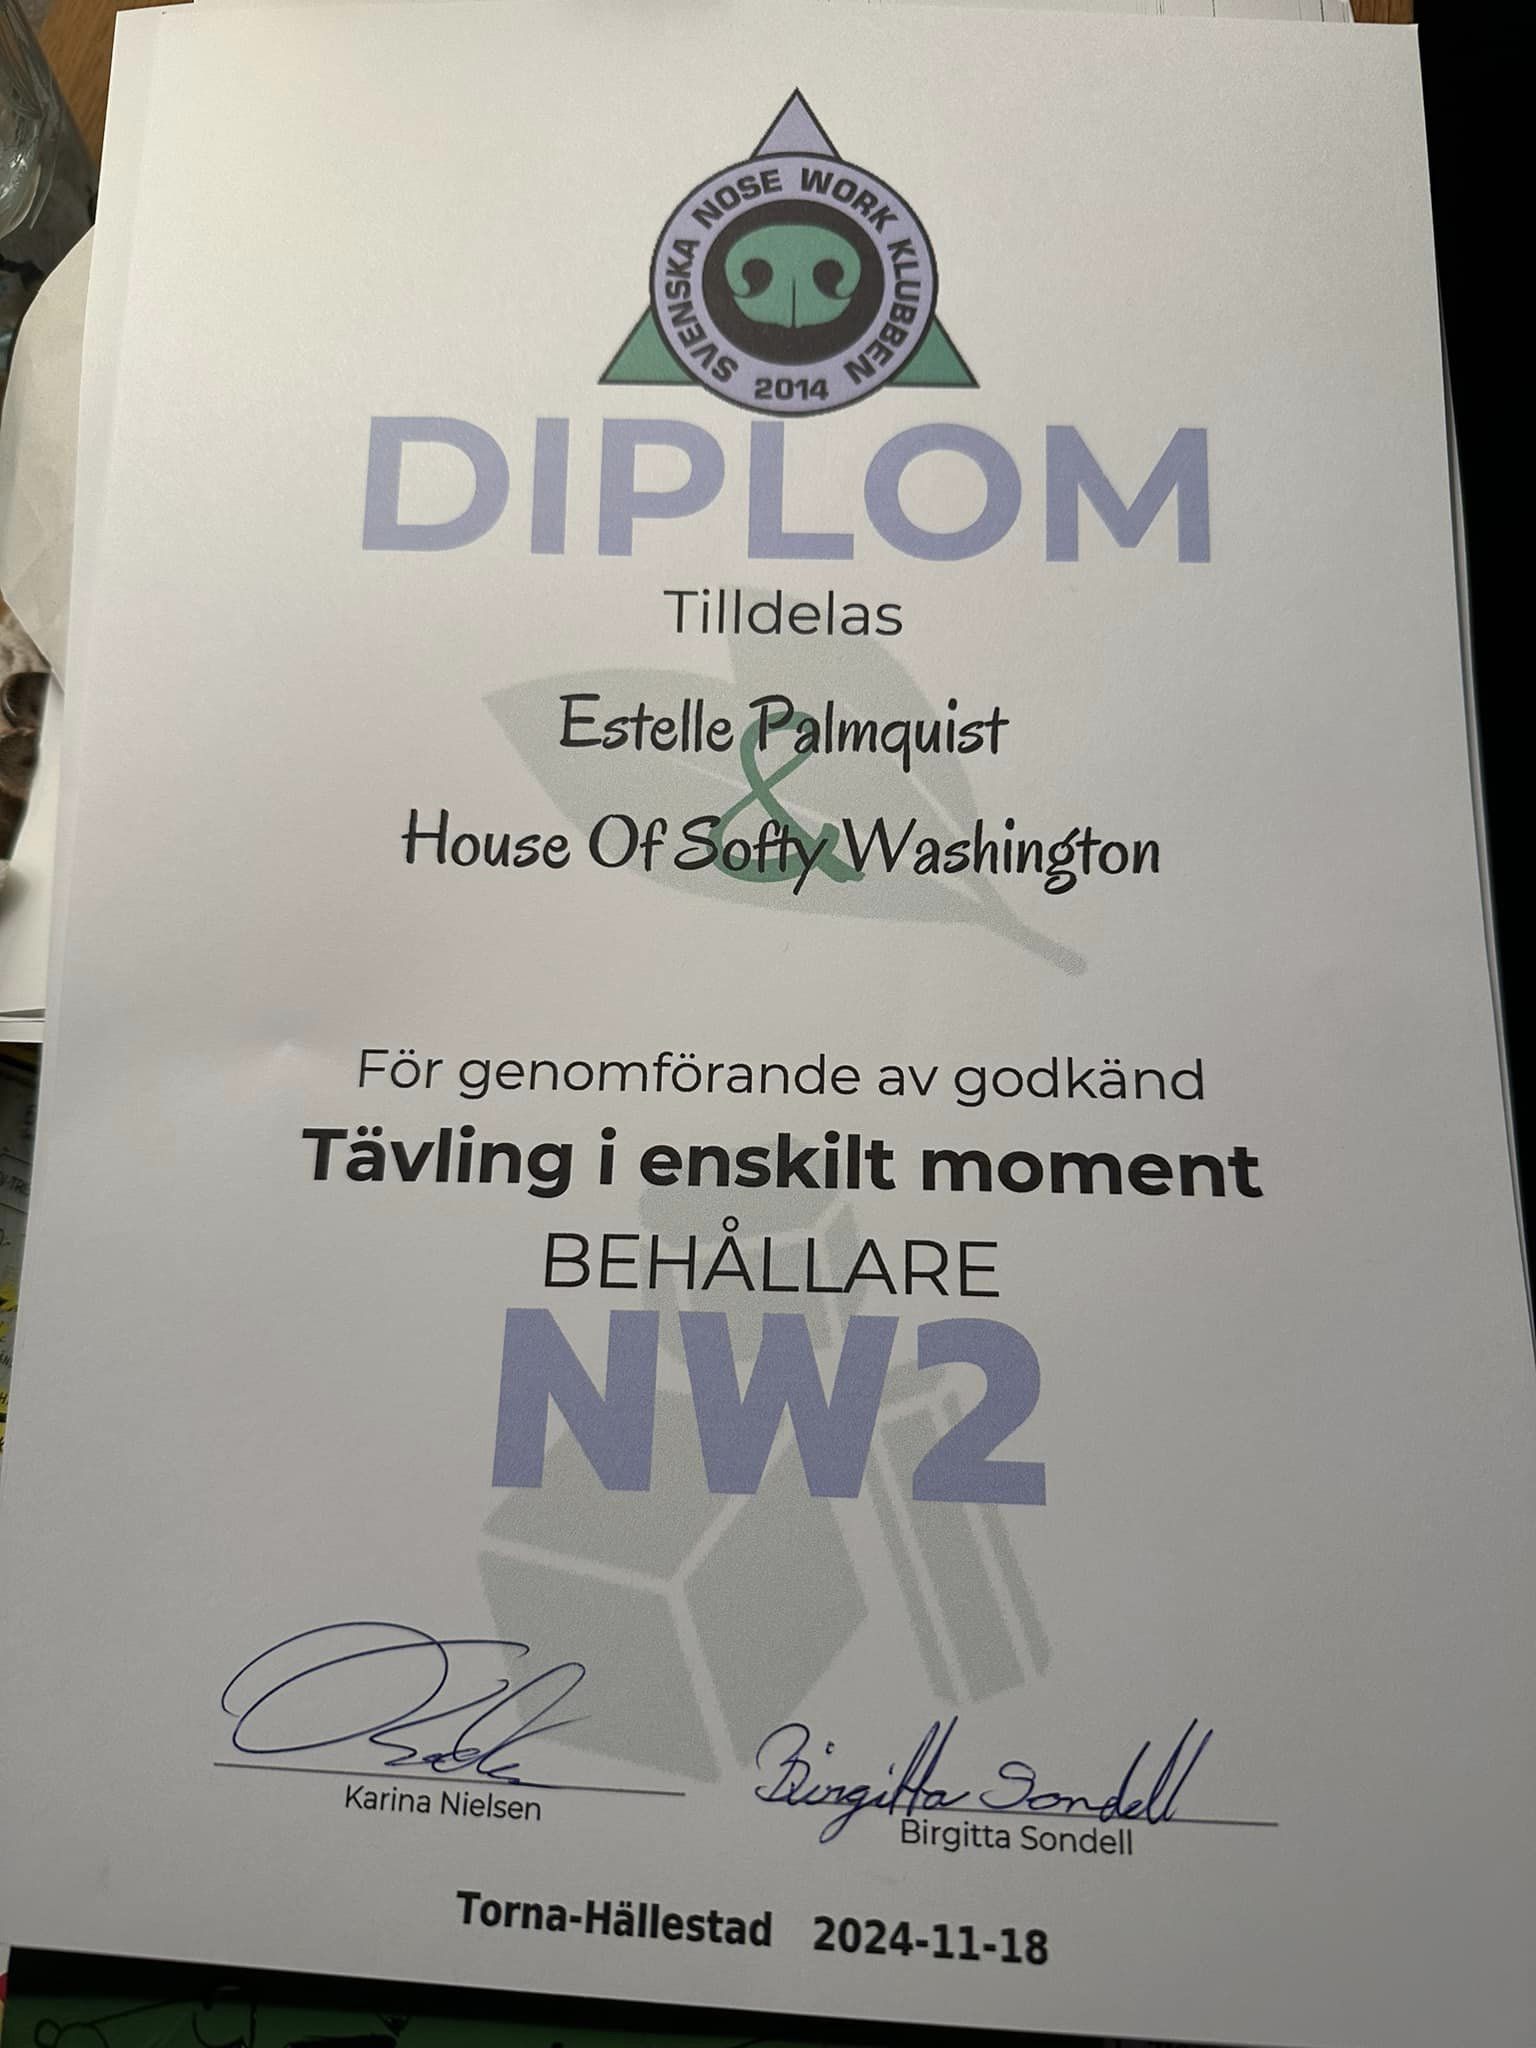 SVENSKA NOSE WORK KLUBBEN
2014
DIPLOM
Tilldelas
Estelle Palmquist
&
House Of Softy Washington
För genomförande av godkänd
Tävling i enskilt moment
BEHÅLLARE
NW2
Birgitta Sondell
Karina Nielsen
Birgitta Sondell
Torna-Hällestad 2024-11-18